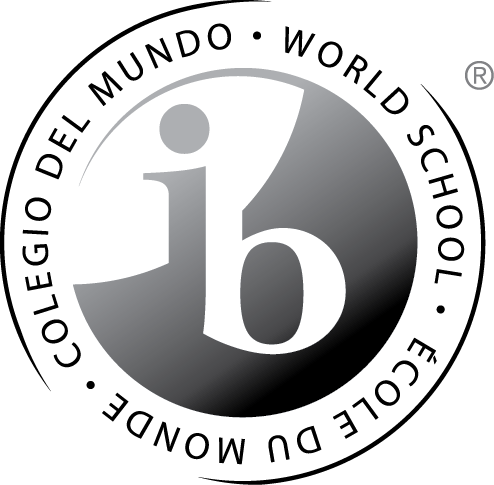 COLEGIO DEL MUNDO • WORLD SCHOOL • ÉCOLE DU MONDE •
®
ib